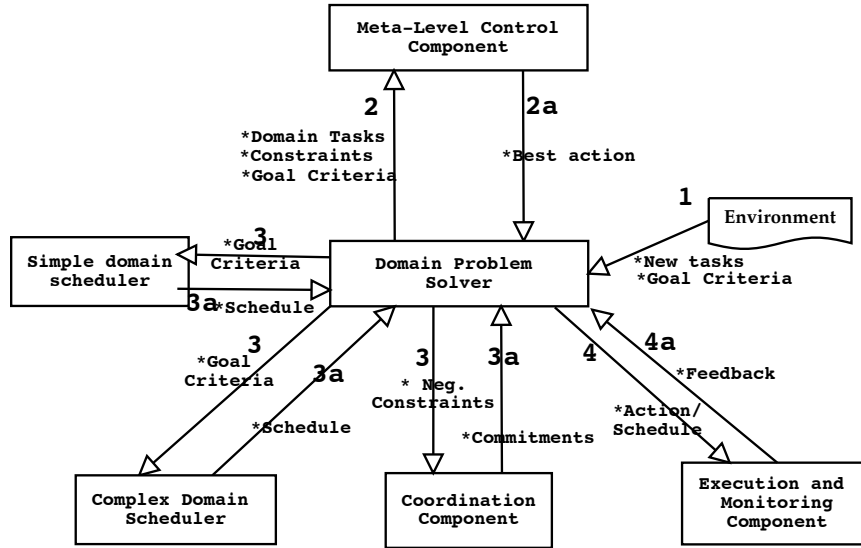 Meta-Level Control
Component
2
2a
*Domain Tasks
*Constraints
*Goal Criteria
*Best action
1
Environment
*New tasks
*Goal Criteria
Simple domain
scheduler
3
*Goal
Criteria
3a
*Schedule
Domain Problem
Solver
3
*Goal
Criteria
3a
*Schedule
3
* Neg.
Constraints
3a
*Commitments
4
*Action/
Schedule
4a
*Feedback
Complex Domain
Scheduler
Coordination
Component
Execution and
Monitoring
Component